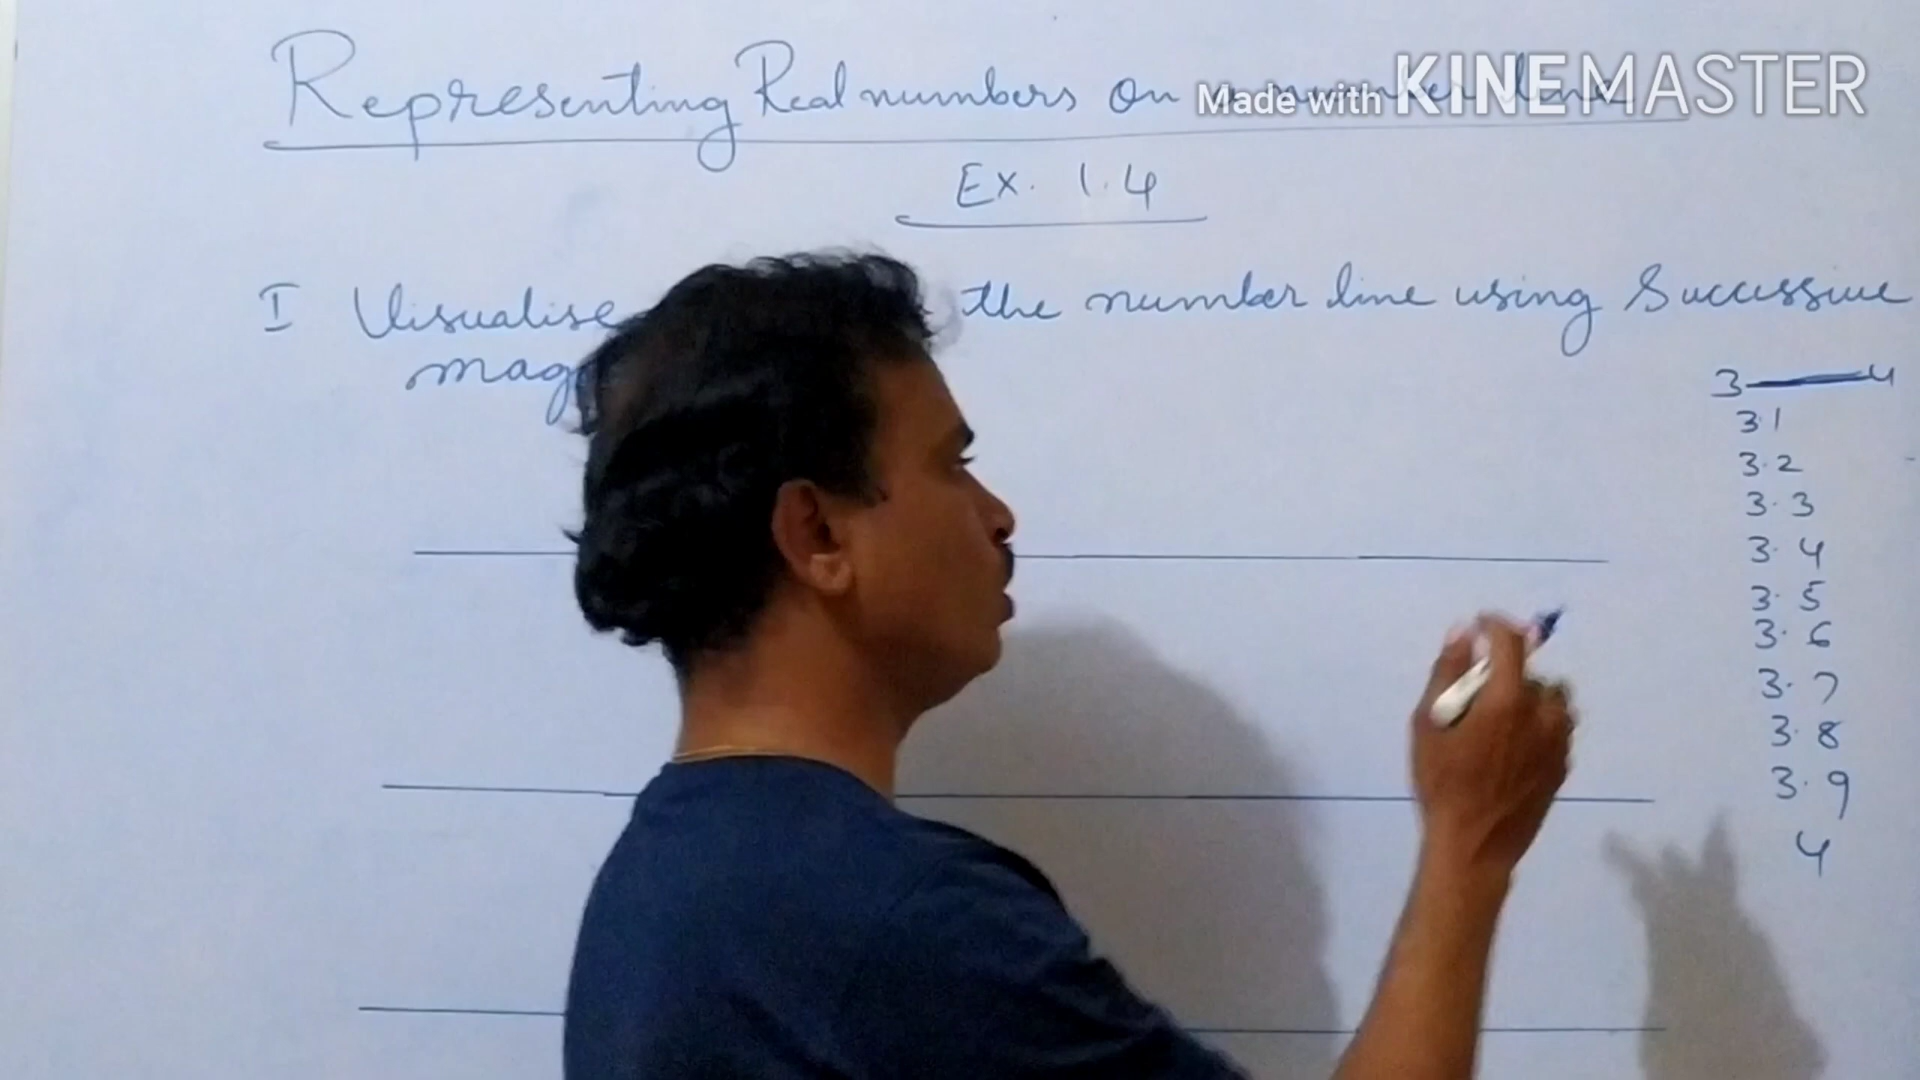 Representing Real numbers on a number line
Made with KINEMASTER
Ex. 1.4
I Visualise the number line using Successive
mag
3 4
3.1
3.2
3.3
3.4
3.5
3.6
3.7
3.8
3.9
4